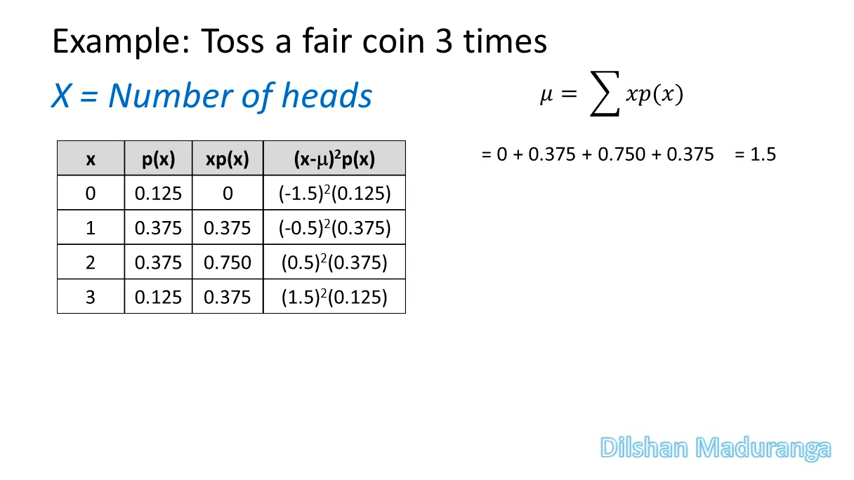 Example: Toss a fair coin 3 times
X = Number of heads
μ = ∑ xp(x)
= 0 + 0.375 + 0.750 + 0.375 = 1.5
x p(x) xp(x) (x-μ)²p(x)
0 0.125 0 (-1.5)²(0.125)
1 0.375 0.375 (-0.5)²(0.375)
2 0.375 0.750 (0.5)²(0.375)
3 0.125 0.375 (1.5)²(0.125)
Dilshan Maduranga